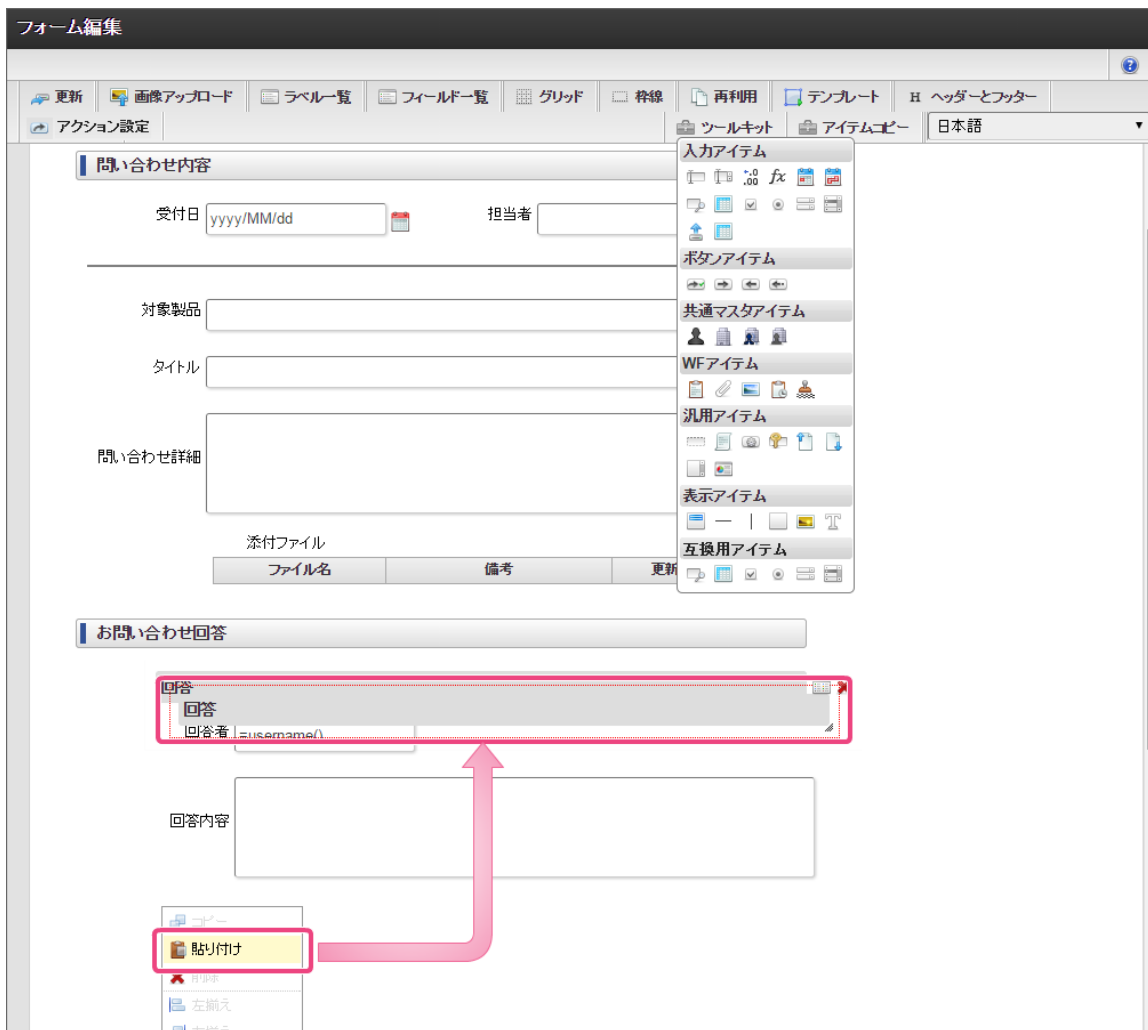 フォーム編集
更新 画像アップロード ラベル一覧 フィールド一覧 グリッド 枠線 再利用 テンプレート H ヘッダーとフッター
アクション設定 ツールキット アイテムコピー 日本語
入力アイテム
問い合わせ内容
.00 fx
受付日 yyyy/MM/dd 担当者
ボタンアイテム
対象製品
共通マスタアイテム
タイトル
WFアイテム
汎用アイテム
問い合わせ詳細
表示アイテム
T
添付ファイル
互換用アイテム
ファイル名 備考 更新
お問い合わせ回答
回答
回答
回答者 =username()
回答内容
コピー
貼り付け
削除
左揃え